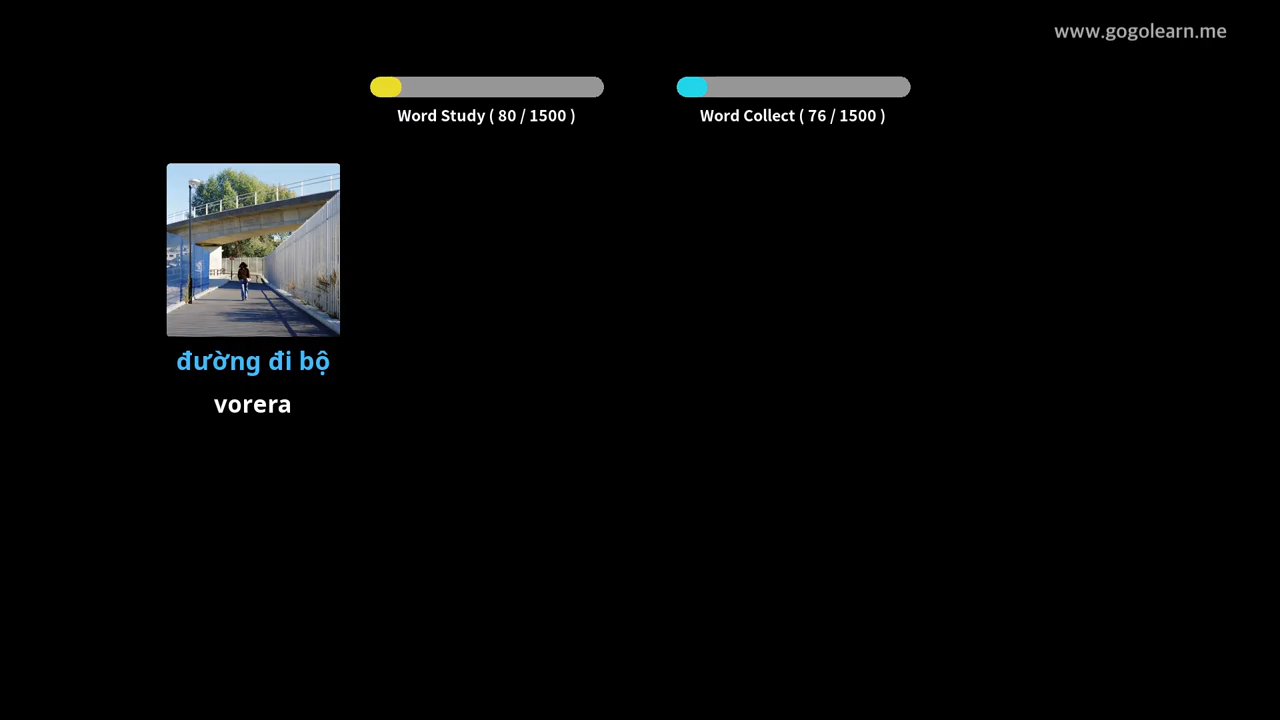 www.gogolearn.me
Word Study ( 80 / 1500 )
Word Collect ( 76 / 1500 )
đường đi bộ
vorera